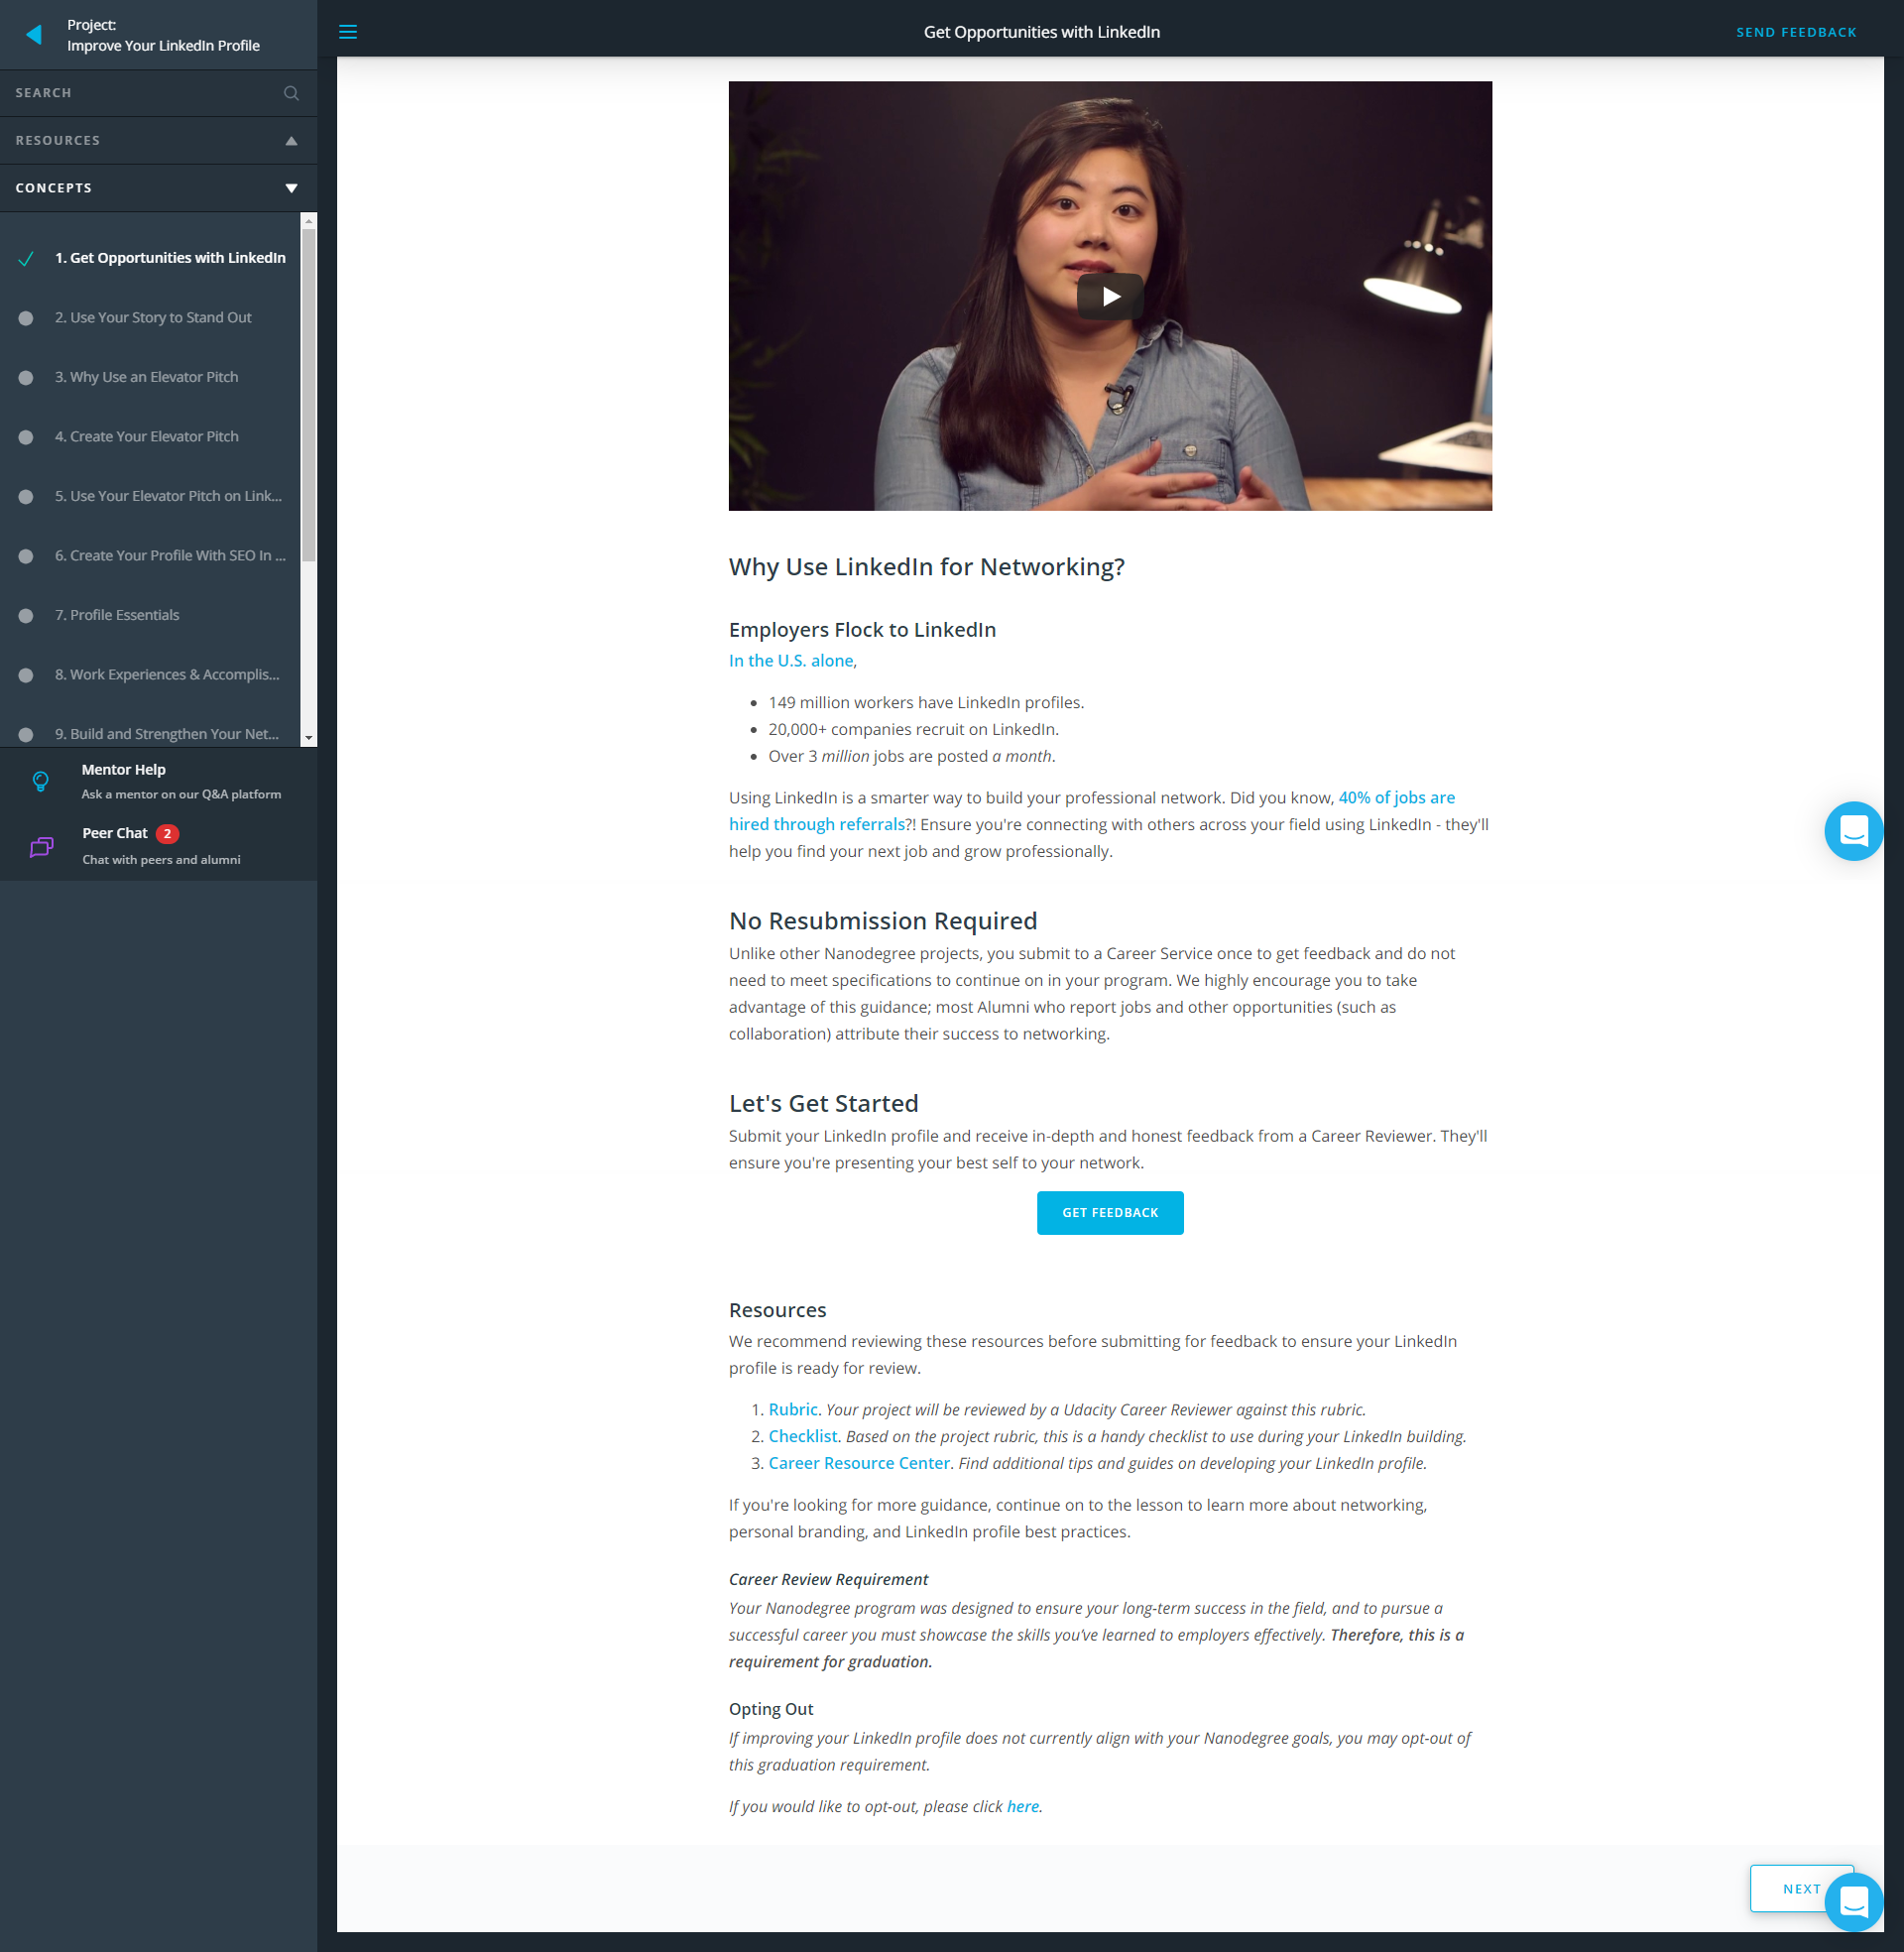 Project:
Improve Your LinkedIn Profile
SEARCH
RESOURCES
CONCEPTS
1. Get Opportunities with LinkedIn
2. Use Your Story to Stand Out
3. Why Use an Elevator Pitch
4. Create Your Elevator Pitch
5. Use Your Elevator Pitch on Link...
6. Create Your Profile With SEO In ...
7. Profile Essentials
8. Work Experiences & Accomplis...
9. Build and Strengthen Your Net...
Mentor Help
Ask a mentor on our Q&A platform
Peer Chat 2
Chat with peers and alumni
Get Opportunities with LinkedIn
SEND FEEDBACK
Why Use LinkedIn for Networking?
Employers Flock to LinkedIn
In the U.S. alone,
• 149 million workers have LinkedIn profiles.
• 20,000+ companies recruit on LinkedIn.
• Over 3 million jobs are posted a month.
Using LinkedIn is a smarter way to build your professional network. Did you know, 40% of jobs are
hired through referrals?! Ensure you're connecting with others across your field using LinkedIn - they'll
help you find your next job and grow professionally.
No Resubmission Required
Unlike other Nanodegree projects, you submit to a Career Service once to get feedback and do not
need to meet specifications to continue on in your program. We highly encourage you to take
advantage of this guidance; most Alumni who report jobs and other opportunities (such as
collaboration) attribute their success to networking.
Let's Get Started
Submit your LinkedIn profile and receive in-depth and honest feedback from a Career Reviewer. They'll
ensure you're presenting your best self to your network.
GET FEEDBACK
Resources
We recommend reviewing these resources before submitting for feedback to ensure your LinkedIn
profile is ready for review.
1. Rubric. Your project will be reviewed by a Udacity Career Reviewer against this rubric.
2. Checklist. Based on the project rubric, this is a handy checklist to use during your LinkedIn building.
3. Career Resource Center. Find additional tips and guides on developing your LinkedIn profile.
If you're looking for more guidance, continue on to the lesson to learn more about networking,
personal branding, and LinkedIn profile best practices.
Career Review Requirement
Your Nanodegree program was designed to ensure your long-term success in the field, and to pursue a
successful career you must showcase the skills you’ve learned to employers effectively. Therefore, this is a
requirement for graduation.
Opting Out
If improving your LinkedIn profile does not currently align with your Nanodegree goals, you may opt-out of
this graduation requirement.
If you would like to opt-out, please click here.
NEXT